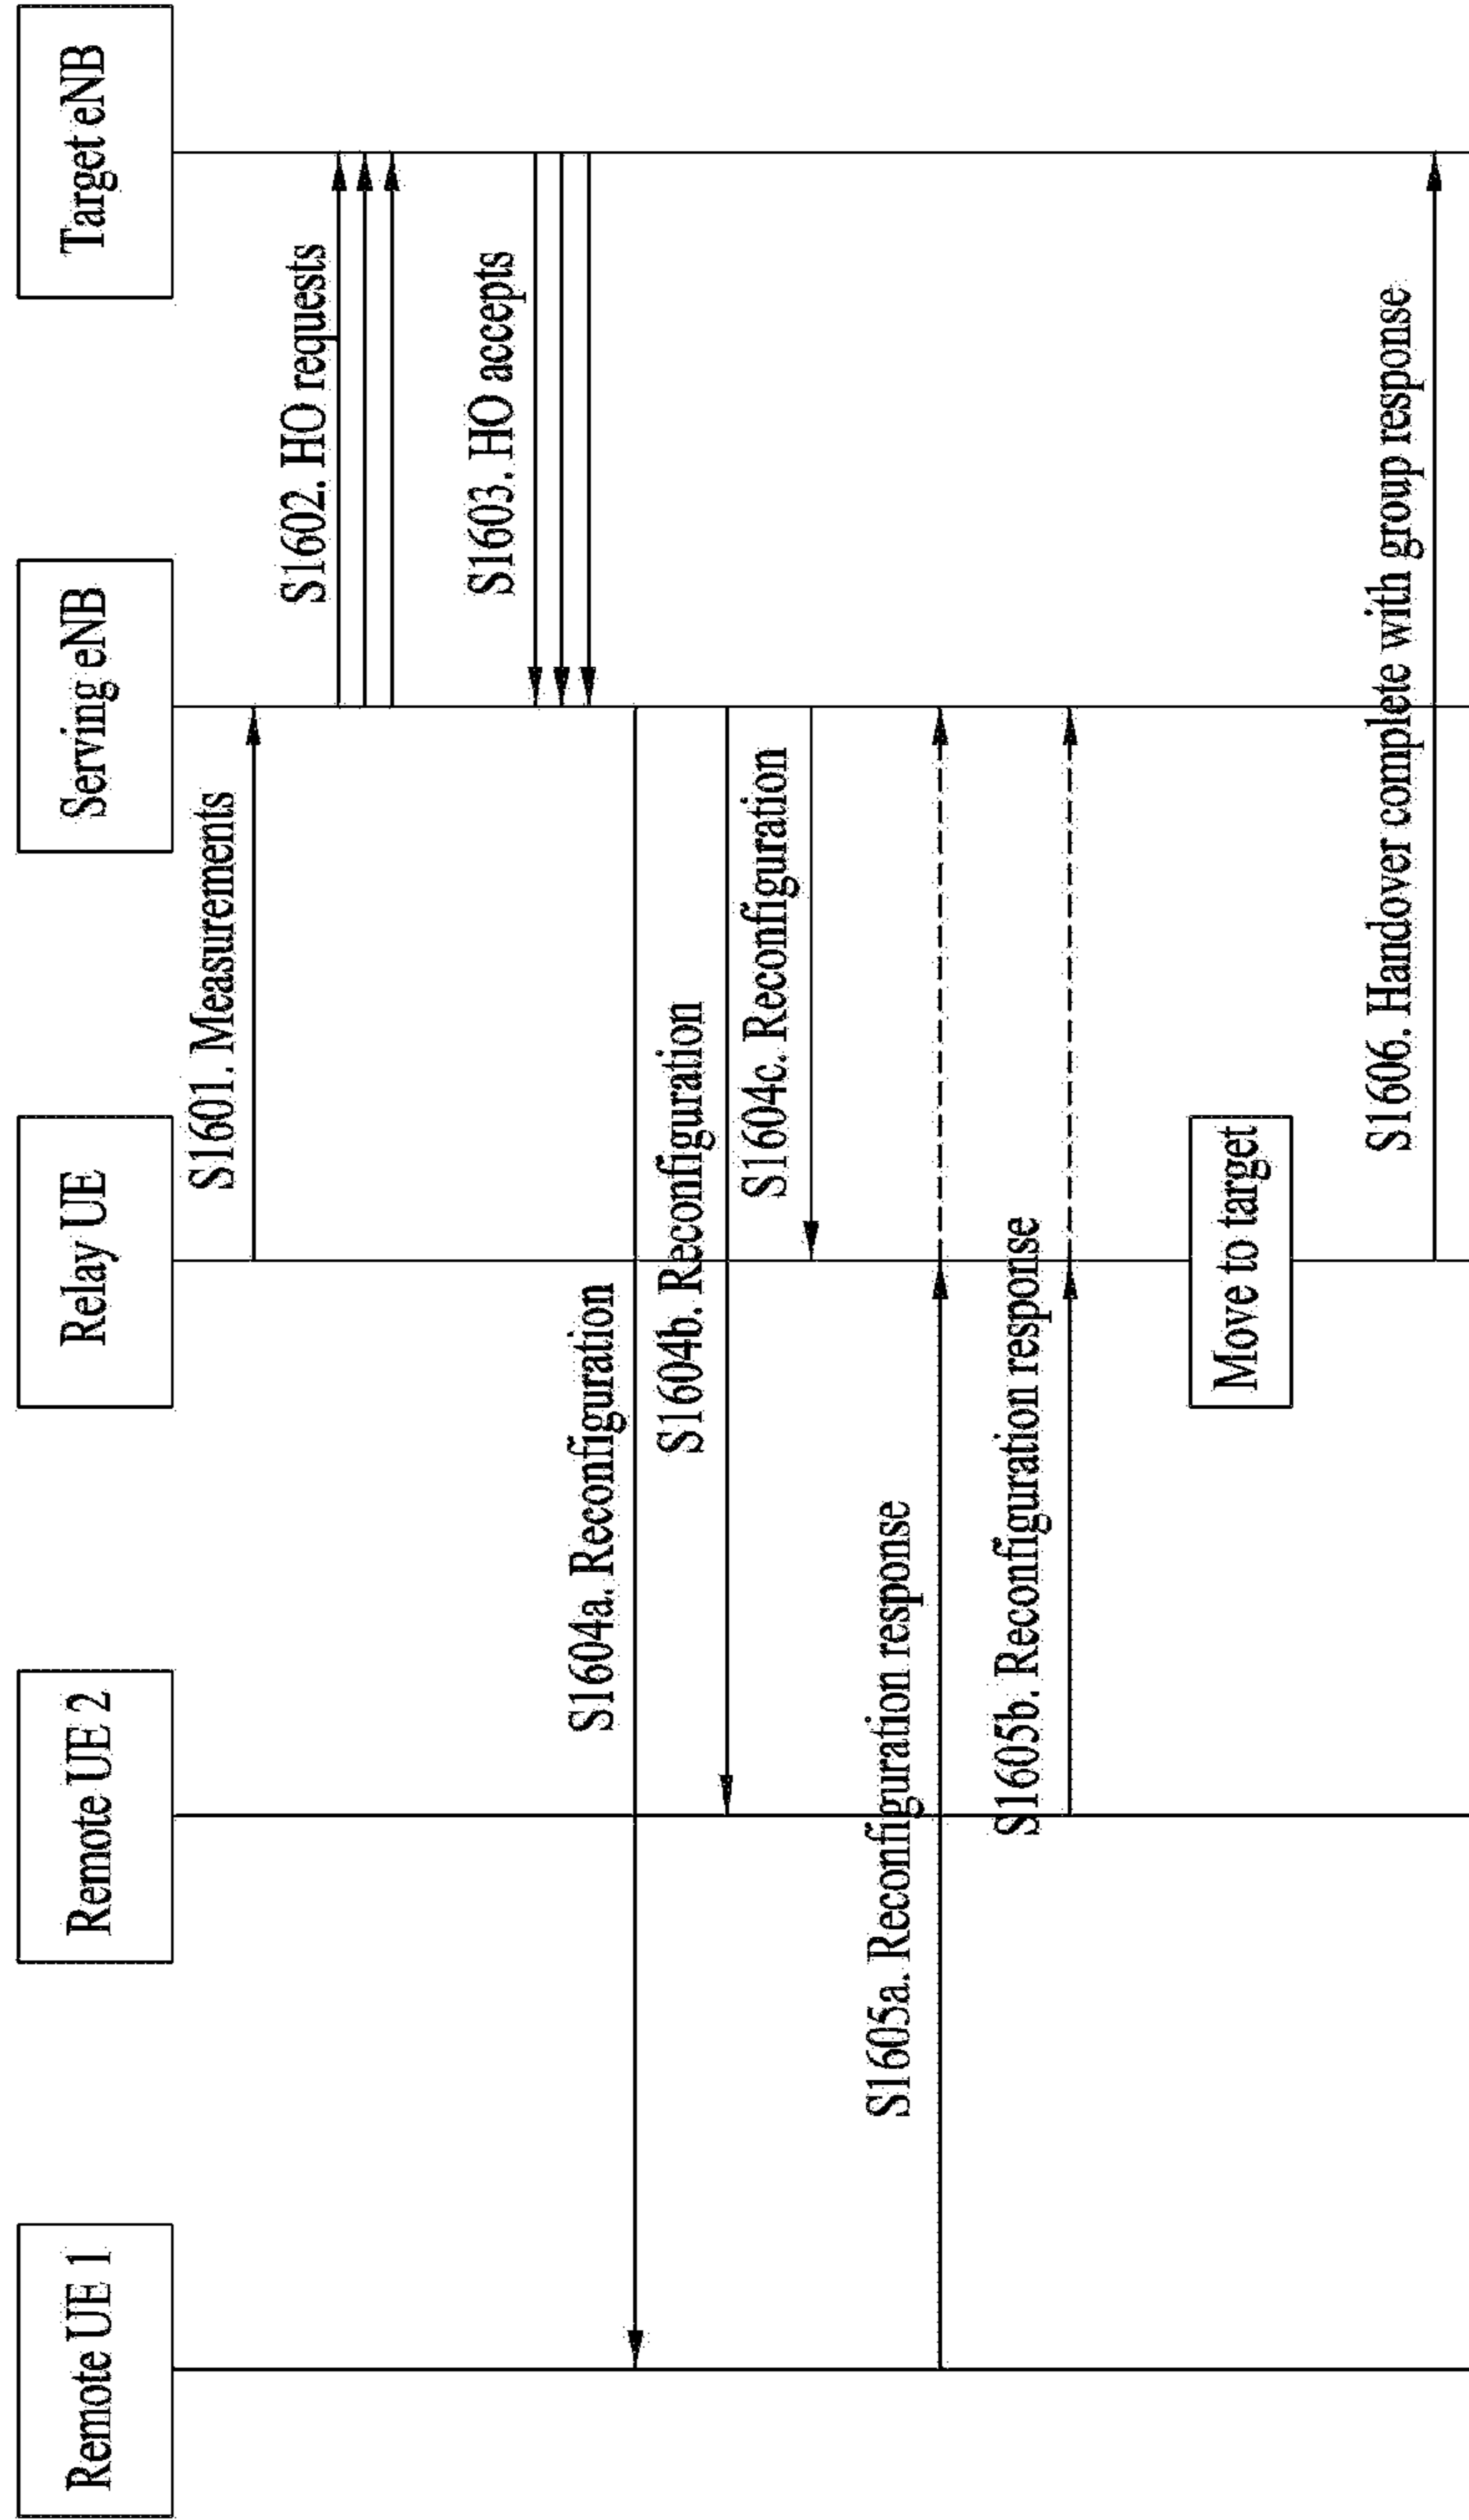 Remote UE 1
Remote UE 2
Relay UE
Serving eNB
Target eNB
S1601. Measurements
S1602. HO requests
S1603. HO accepts
S1604a. Reconfiguration
S1604b. Reconfiguration
S1604c. Reconfiguration
S1605a. Reconfiguration response
S1605b. Reconfiguration response
Move to target
S1606. Handover complete with group response